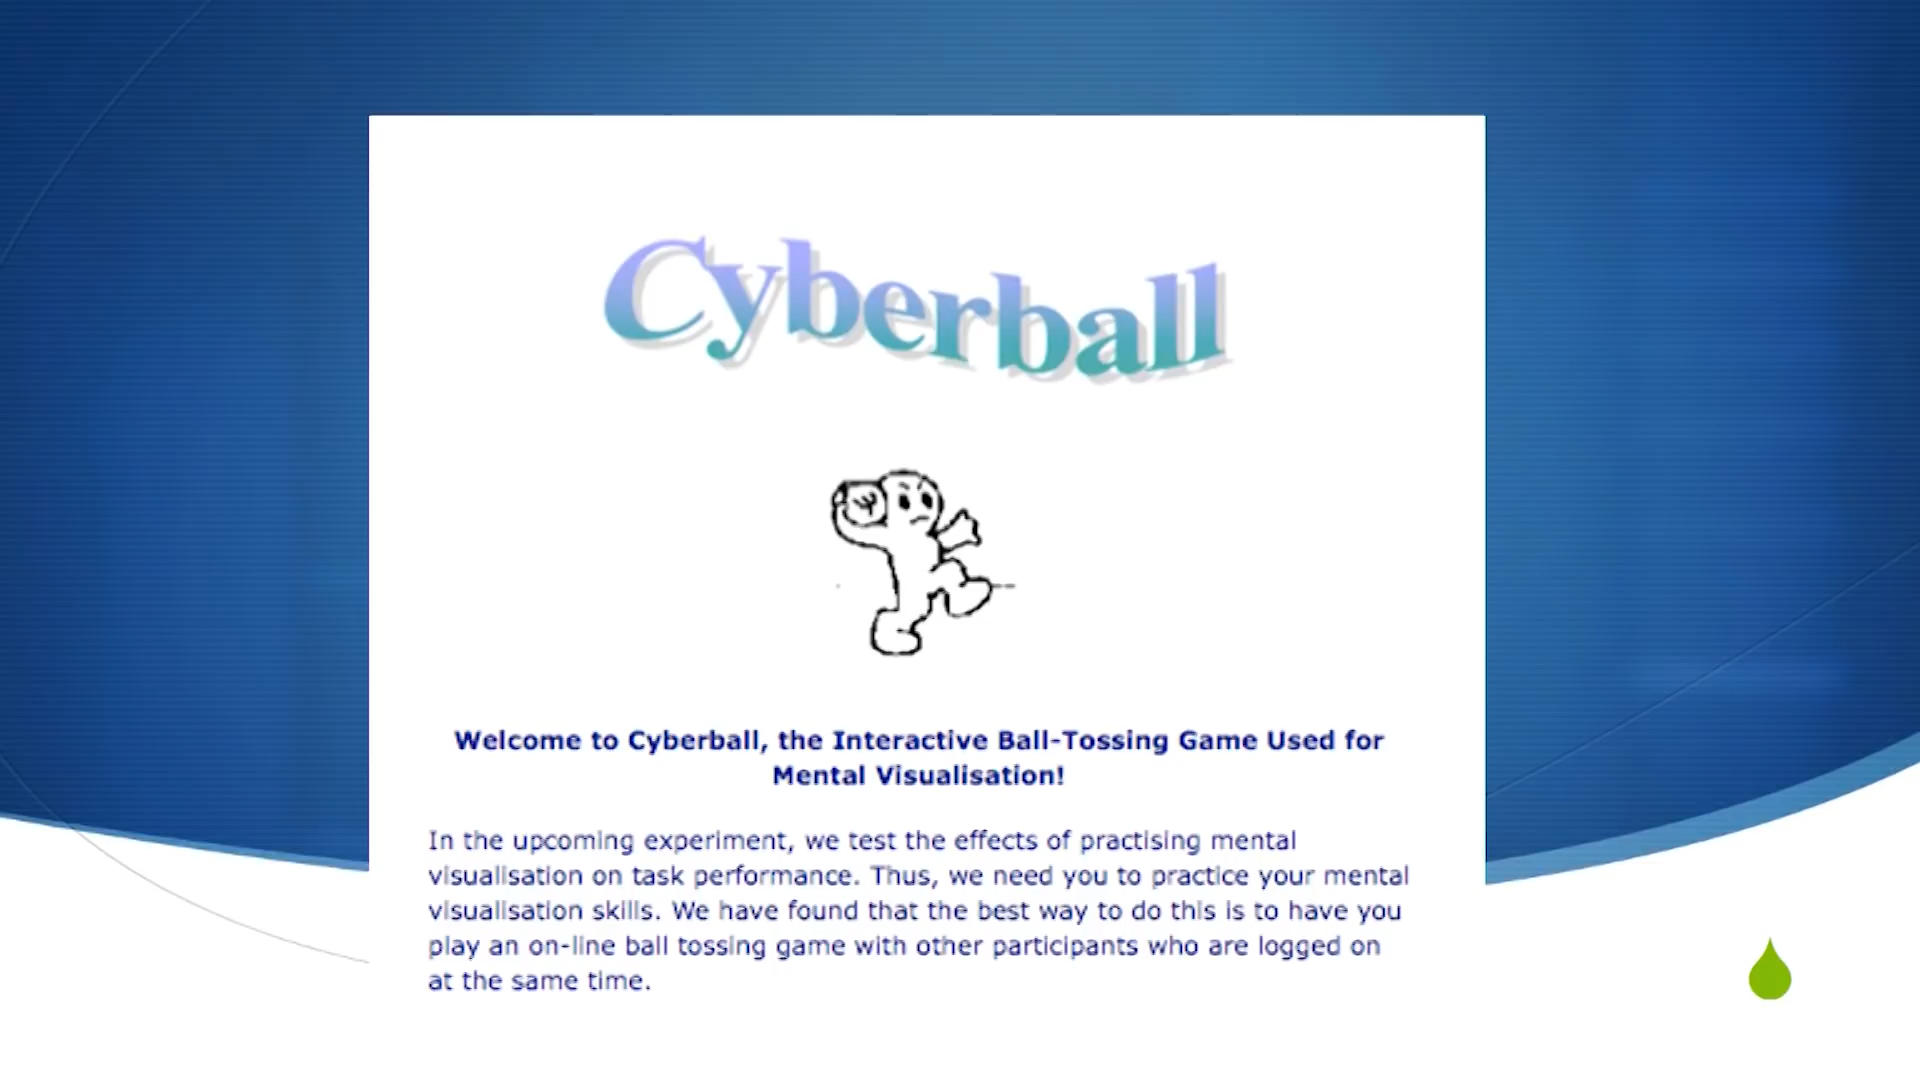 Cyberball
Welcome to Cyberball, the Interactive Ball-Tossing Game Used for
Mental Visualisation!
In the upcoming experiment, we test the effects of practising mental
visualisation on task performance. Thus, we need you to practice your mental
visualisation skills. We have found that the best way to do this is to have you
play an on-line ball tossing game with other participants who are logged on
at the same time.